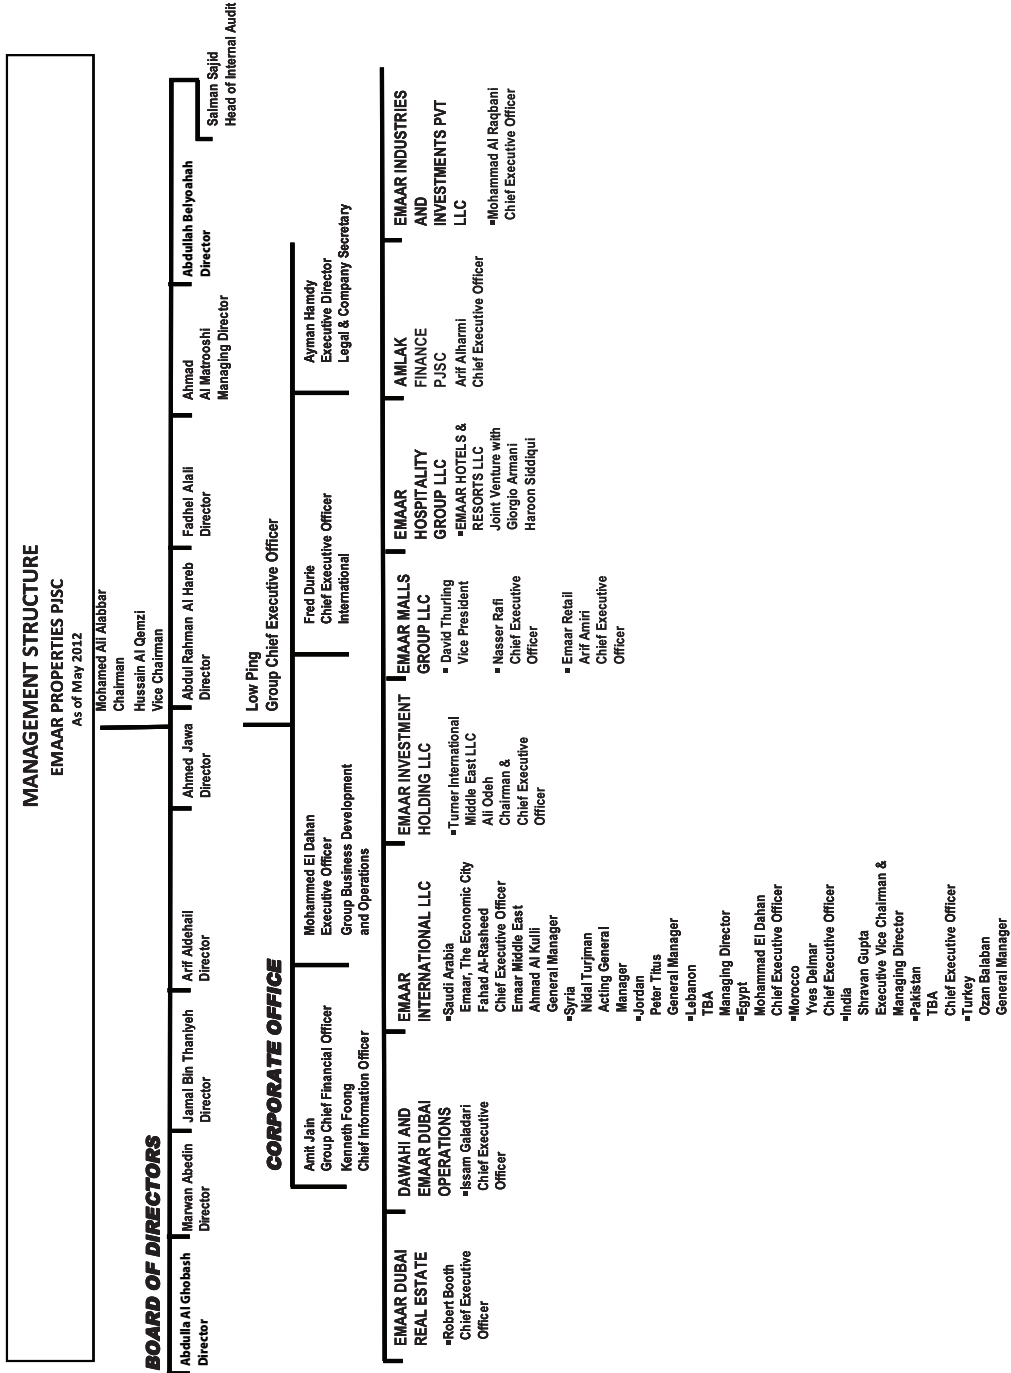 MANAGEMENT STRUCTURE
EMAAR PROPERTIES PJSC
As of May 2012
Mohamed Ali Alabbar
Chairman
Hussain Al Qemzi
Vice Chairman
BOARD OF DIRECTORS
Abdulla Al Ghobash
Director
Marwan Abedin
Director
Jamal Bin Thaniyeh
Director
Arif Aldehail
Director
Ahmed Jawa
Director
Abdul Rahman Al Hareb
Director
Fadhel Alali
Director
Ahmad
Al Matrooshi
Managing Director
Abdullah Belyoahah
Director
Salman Sajid
Head of Internal Audit
Low Ping
Group Chief Executive Officer
CORPORATE OFFICE
Amit Jain
Group Chief Financial Officer
Kenneth Foong
Chief Information Officer
Mohammed El Dahan
Executive Officer
Group Business Development
and Operations
Fred Durie
Chief Executive Officer
International
Ayman Hamdy
Executive Director
Legal & Company Secretary
EMAAR DUBAI
REAL ESTATE
▪Robert Booth
Chief Executive
Officer
DAWAHI AND
EMAAR DUBAI
OPERATIONS
▪Issam Galadari
Chief Executive
Officer
EMAAR
INTERNATIONAL LLC
▪Saudi Arabia
Emaar, The Economic City
Fahad Al-Rasheed
Chief Executive Officer
Emaar Middle East
Ahmad Al Kulli
General Manager
▪Syria
Nidal Turjman
Acting General
Manager
▪Jordan
Peter Titus
General Manager
▪Lebanon
TBA
Managing Director
▪Egypt
Mohammad El Dahan
Chief Executive Officer
▪Morocco
Yves Delmar
Chief Executive Officer
▪India
Shravan Gupta
Executive Vice Chairman &
Managing Director
▪Pakistan
TBA
Chief Executive Officer
▪Turkey
Ozan Balaban
General Manager
EMAAR INVESTMENT
HOLDING LLC
▪Turner International
Middle East LLC
Ali Odeh
Chairman &
Chief Executive
Officer
EMAAR MALLS
GROUP LLC
▪ David Thurling
Vice President
▪ Nasser Rafi
Chief Executive
Officer
▪ Emaar Retail
Arif Amiri
Chief Executive
Officer
EMAAR
HOSPITALITY
GROUP LLC
▪EMAAR HOTELS &
RESORTS LLC
Joint Venture with
Giorgio Armani
Haroon Siddiqui
AMLAK
FINANCE
PJSC
Arif Alharmi
Chief Executive Officer
EMAAR INDUSTRIES
AND
INVESTMENTS PVT
LLC
▪Mohammad Al Raqbani
Chief Executive Officer